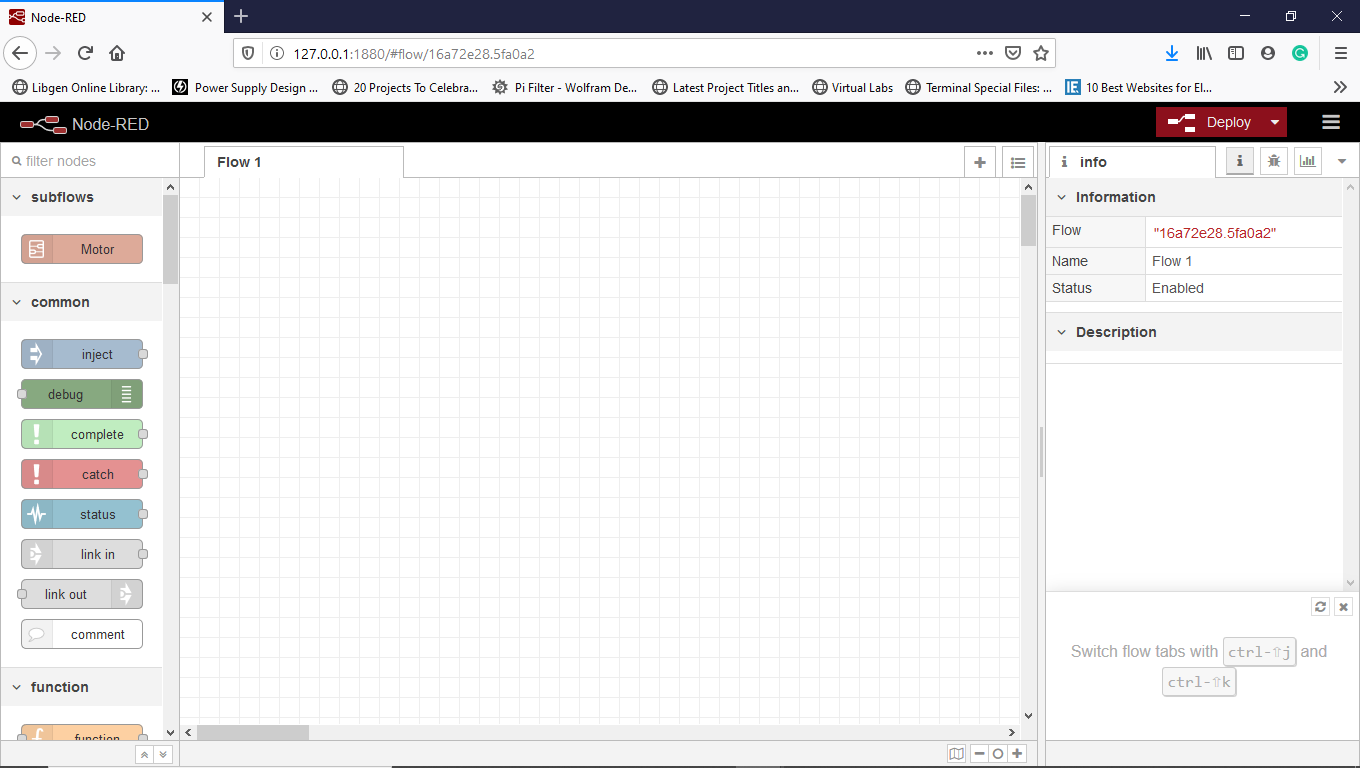 Node-RED
127.0.0.1:1880/#flow/16a72e28.5fa0a2
Libgen Online Library: ... Power Supply Design ... 20 Projects To Celebra... Pi Filter - Wolfram De... Latest Project Titles an... Virtual Labs Terminal Special Files: ... IE 10 Best Websites for El...
Node-RED Deploy
filter nodes Flow 1 i info i
subflows
Motor
common
inject
debug
complete
catch
status
link in
link out
comment
function
function
Information
Flow "16a72e28.5fa0a2"
Name Flow 1
Status Enabled
Description
Switch flow tabs with ctrl-⇧j and
ctrl-⇧k